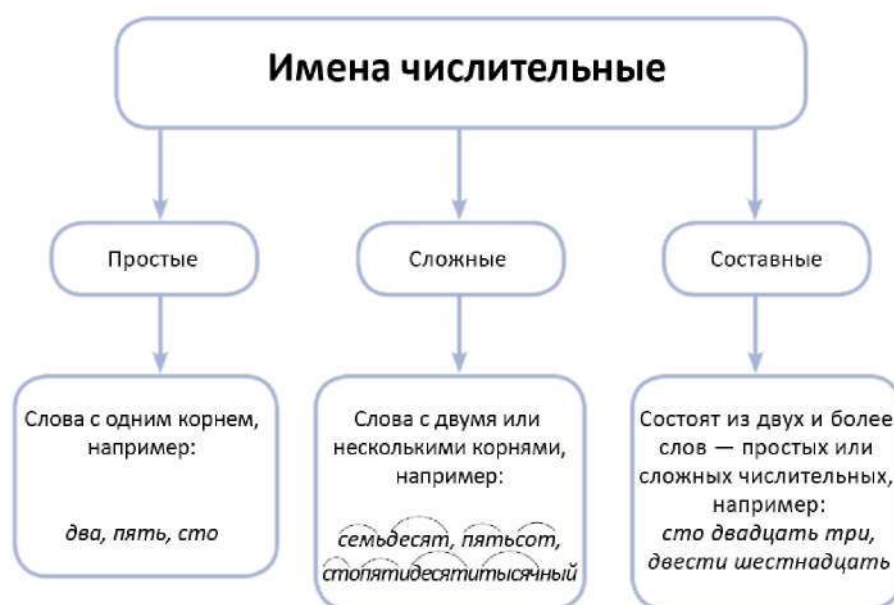 Имена числительные
Простые
Сложные
Составные
Слова с одним корнем,
например:
два, пять, сто
Слова с двумя или
несколькими корнями,
например:
семьдесят, пятьсот,
стопятидесятитысячный
Состоят из двух и более
слов — простых или
сложных числительных,
например:
сто двадцать три,
двести шестнадцать